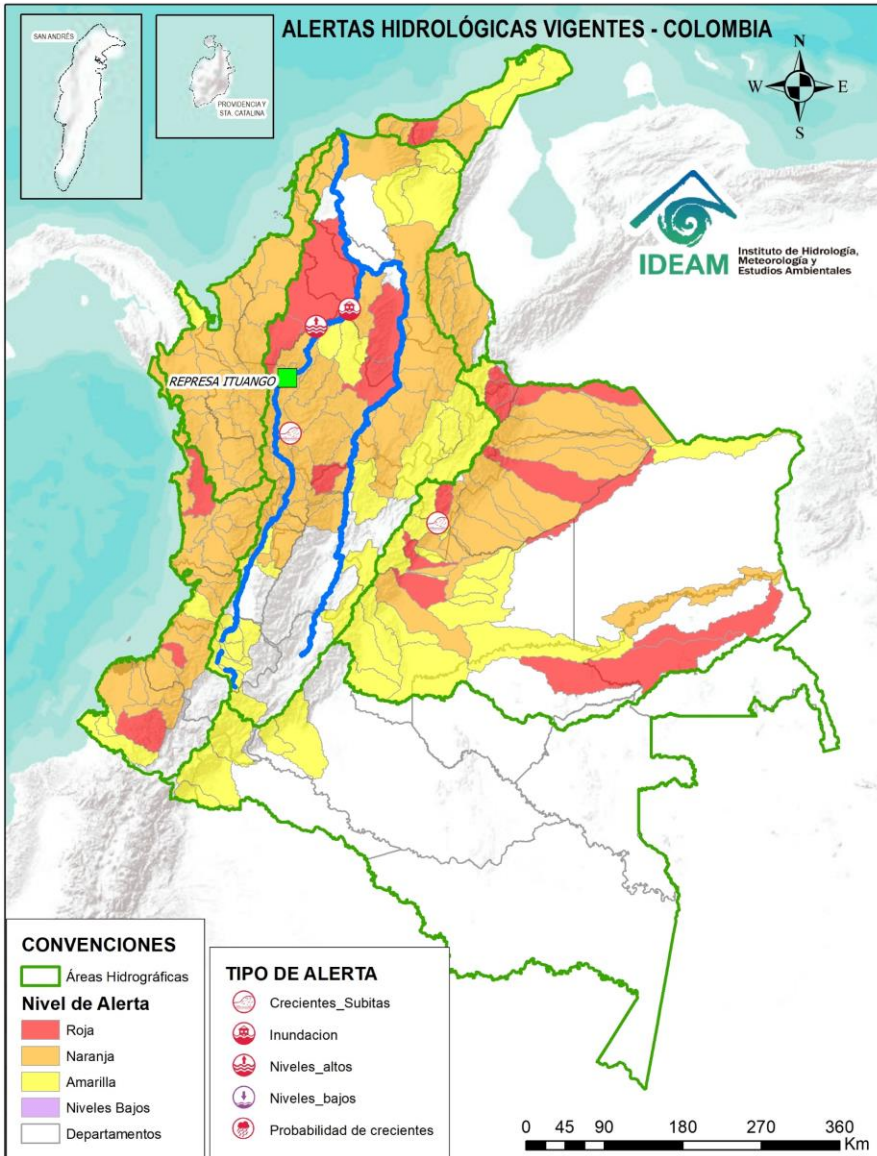 ALERTAS HIDROLÓGICAS VIGENTES - COLOMBIA
SAN ANDRÉS
PROVIDENCIA Y
STA. CATALINA
N
W
E
S
IDEAM
Instituto de Hidrología,
Meteorología y
Estudios Ambientales
REPRESA ITUANGO
CONVENCIONES
Áreas Hidrográficas
Nivel de Alerta
Roja
Naranja
Amarilla
Niveles Bajos
Departamentos
TIPO DE ALERTA
Crecientes_Subitas
Inundacion
Niveles_altos
Niveles_bajos
Probabilidad de crecientes
0 45 90 180 270 360
Km